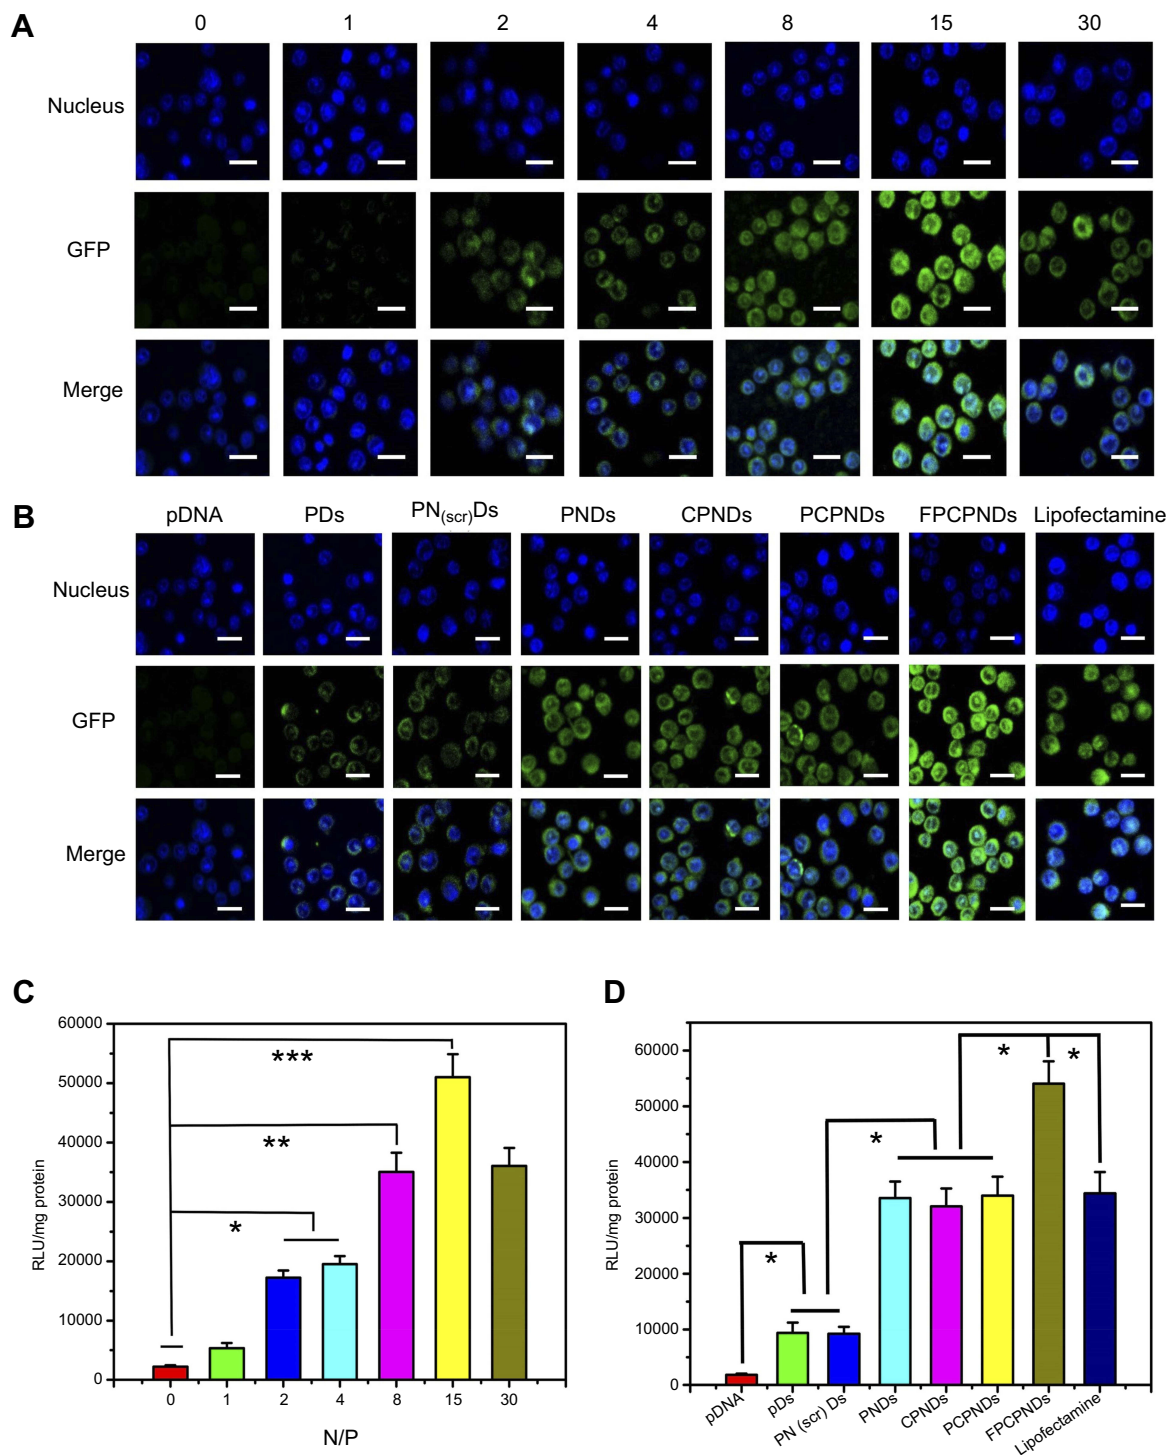 A 0 1 2 4 8 15 30
Nucleus
GFP
Merge
B pDNA PDs PN(scr)Ds PNDs CPNDs PCPNDs FPCPNDs Lipofectamine
Nucleus
GFP
Merge
C
RLU/mg protein
60000
50000
40000
30000
20000
10000
0
***
**
*
0 1 2 4 8 15 30
N/P
D
RLU/mg protein
60000
50000
40000
30000
20000
10000
0
* *
*
*
pDNA pDs PN (scr) Ds PNDs CPNDs PCPNDs FPCPNDs Lipofectamine